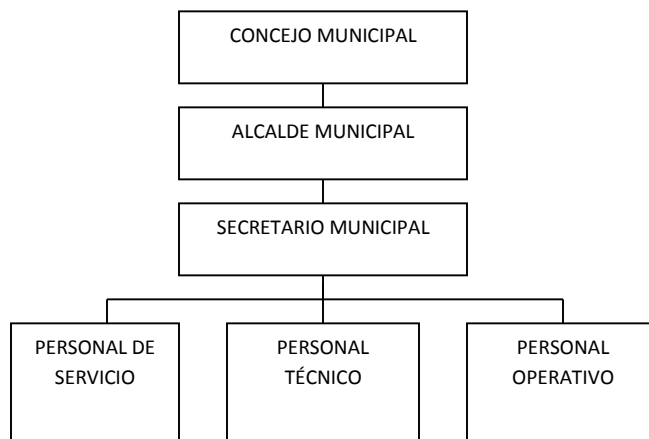 CONCEJO MUNICIPAL
ALCALDE MUNICIPAL
SECRETARIO MUNICIPAL
PERSONAL DE
SERVICIO
PERSONAL
TÉCNICO
PERSONAL
OPERATIVO